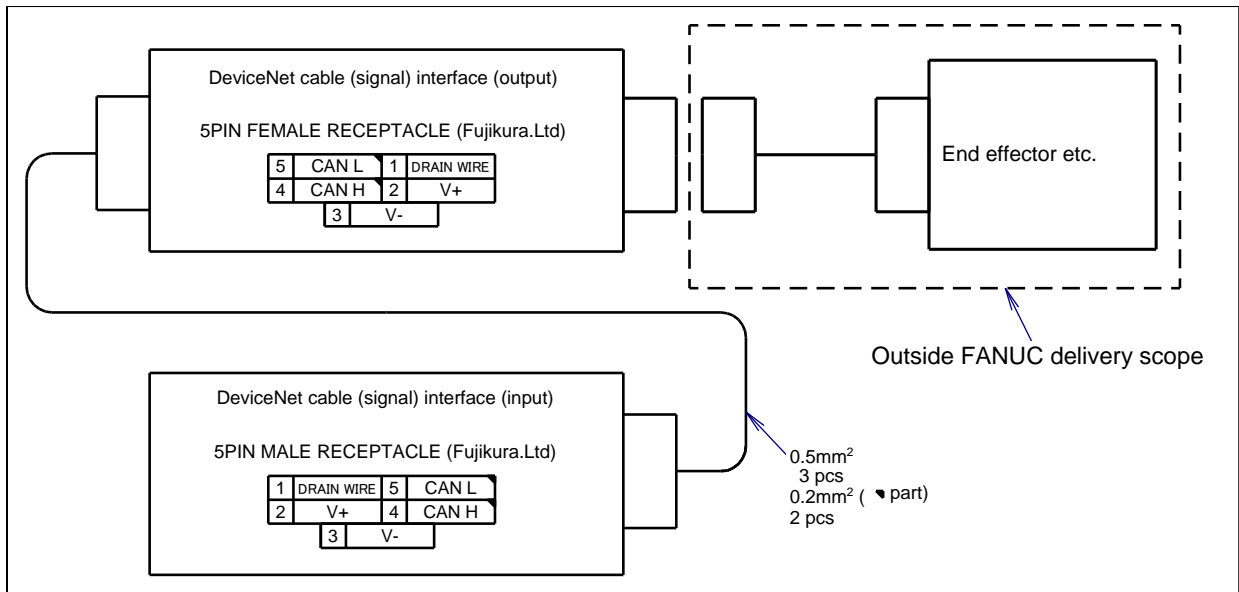 DeviceNet cable (signal) interface (output)
5PIN FEMALE RECEPTACLE (Fujikura.Ltd)
5 CAN L 1 DRAIN WIRE
4 CAN H 2 V+
3 V-
End effector etc.
Outside FANUC delivery scope
DeviceNet cable (signal) interface (input)
5PIN MALE RECEPTACLE (Fujikura.Ltd)
1 DRAIN WIRE 5 CAN L
2 V+ 4 CAN H
3 V-
0.5mm²
3 pcs
0.2mm² ( ◥ part)
2 pcs